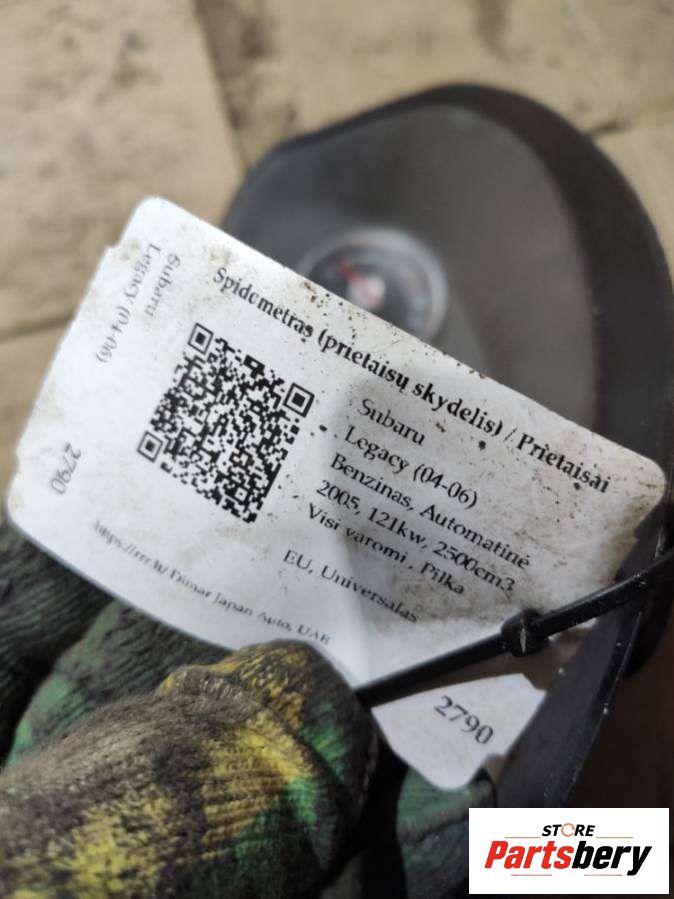 Spidometras (prietaisų skydelis) / Prietaisai
Subaru
Legacy (04-06)
Benzinas, Automatinė
2005, 121kw, 2500cm3
Visi varomi , Pilka
EU, Universalas
Dimar Japan Auto, UAB
2790
Subaru
Legacy (04-06)
2790
STORE
Partsbery